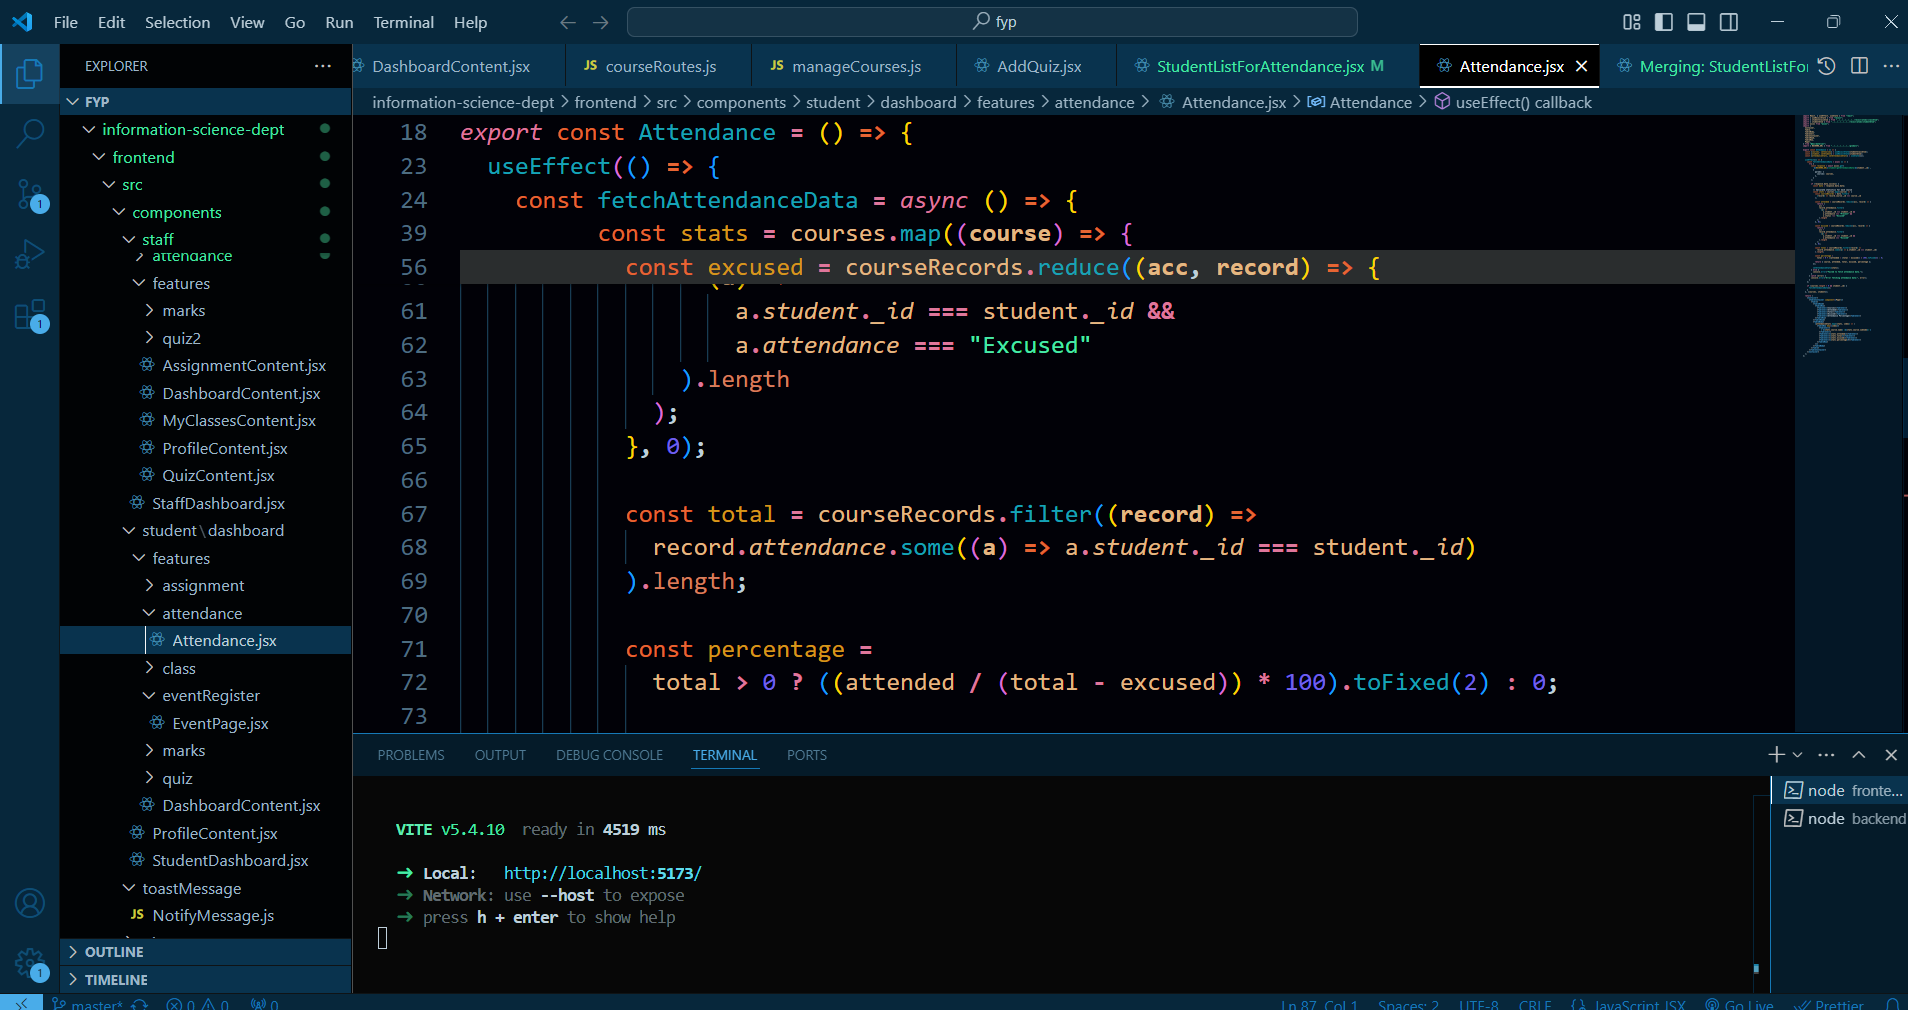 File Edit Selection View Go Run Terminal Help
fyp
EXPLORER
DashboardContent.jsx
JS courseRoutes.js
JS manageCourses.js
AddQuiz.jsx
StudentListForAttendance.jsx M
Attendance.jsx
Merging: StudentListFo
FYP
information-science-dept > frontend > src > components > student > dashboard > features > attendance > Attendance.jsx > Attendance > useEffect() callback
information-science-dept
frontend
src
components
staff
attendance
features
marks
quiz2
AssignmentContent.jsx
DashboardContent.jsx
MyClassesContent.jsx
ProfileContent.jsx
QuizContent.jsx
StaffDashboard.jsx
student\dashboard
features
assignment
attendance
Attendance.jsx
class
eventRegister
EventPage.jsx
marks
quiz
DashboardContent.jsx
ProfileContent.jsx
StudentDashboard.jsx
toastMessage
JS NotifyMessage.js
OUTLINE
TIMELINE
1
1
1
18 export const Attendance = () => {
23 useEffect(() => {
24 const fetchAttendanceData = async () => {
39 const stats = courses.map((course) => {
56 const excused = courseRecords.reduce((acc, record) => {
61 a.student._id === student._id &&
62 a.attendance === "Excused"
63 ).length
64 );
65 }, 0);
66
67 const total = courseRecords.filter((record) =>
68 record.attendance.some((a) => a.student._id === student._id)
69 ).length;
70
71 const percentage =
72 total > 0 ? ((attended / (total - excused)) * 100).toFixed(2) : 0;
73
PROBLEMS OUTPUT DEBUG CONSOLE TERMINAL PORTS
VITE v5.4.10 ready in 4519 ms
➜ Local: http://localhost:5173/
➜ Network: use --host to expose
➜ press h + enter to show help
node fronte...
node backend
master* 0 0 0
Ln 87, Col 1 Spaces: 2 UTF-8 CRLF {} JavaScript JSX Go Live Prettier